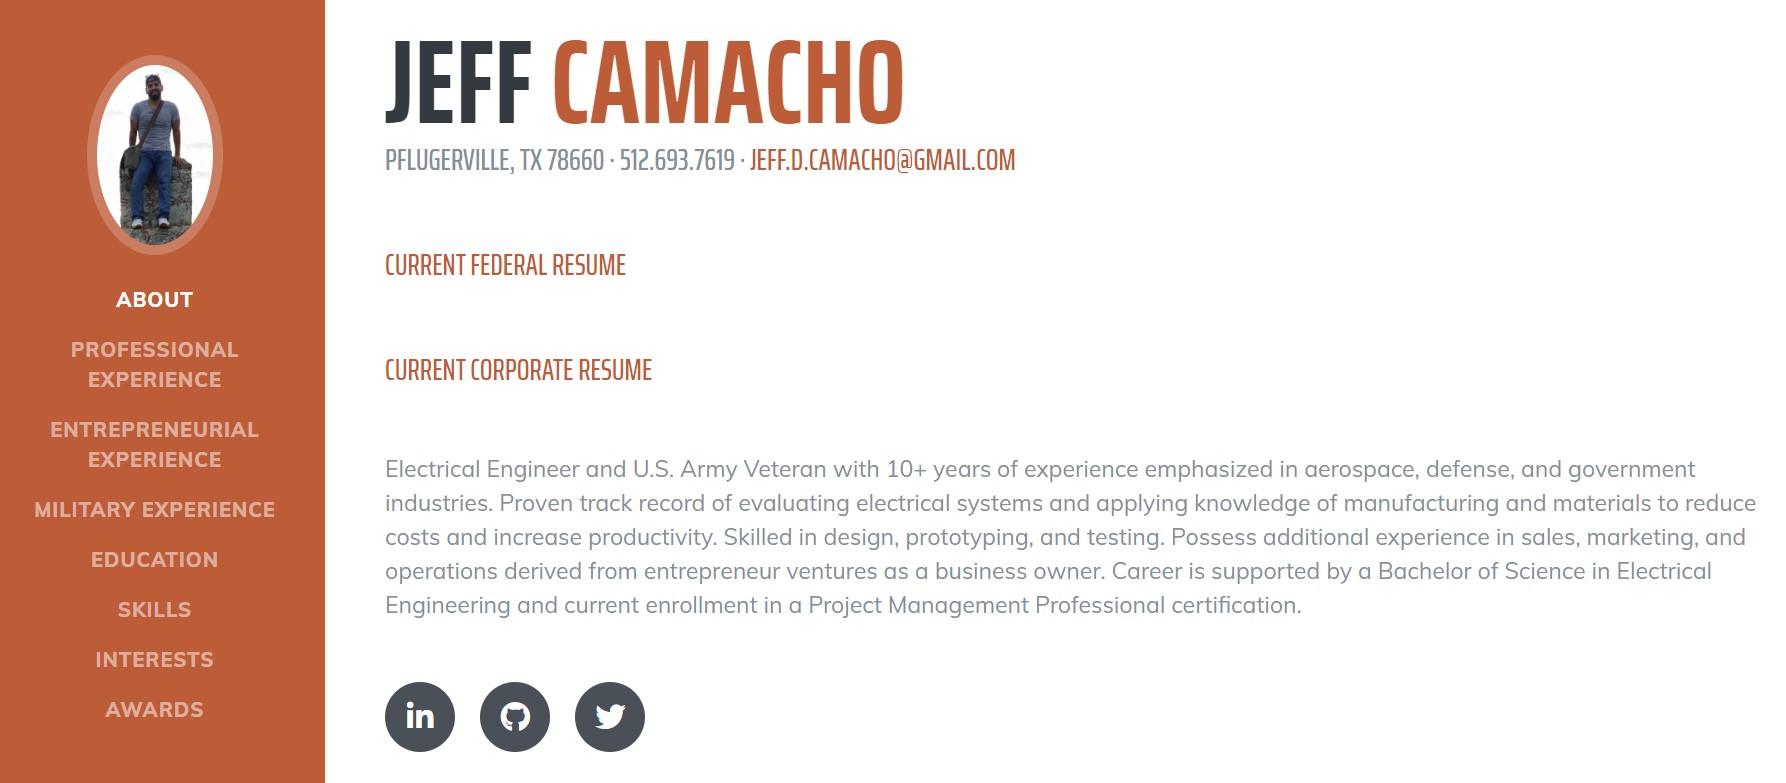 ABOUT
PROFESSIONAL
EXPERIENCE
ENTREPRENEURIAL
EXPERIENCE
MILITARY EXPERIENCE
EDUCATION
SKILLS
INTERESTS
AWARDS
JEFF CAMACHO
PFLUGERVILLE, TX 78660 · 512.693.7619 · JEFF.D.CAMACHO@GMAIL.COM
CURRENT FEDERAL RESUME
CURRENT CORPORATE RESUME
Electrical Engineer and U.S. Army Veteran with 10+ years of experience emphasized in aerospace, defense, and government
industries. Proven track record of evaluating electrical systems and applying knowledge of manufacturing and materials to reduce
costs and increase productivity. Skilled in design, prototyping, and testing. Possess additional experience in sales, marketing, and
operations derived from entrepreneur ventures as a business owner. Career is supported by a Bachelor of Science in Electrical
Engineering and current enrollment in a Project Management Professional certification.
in